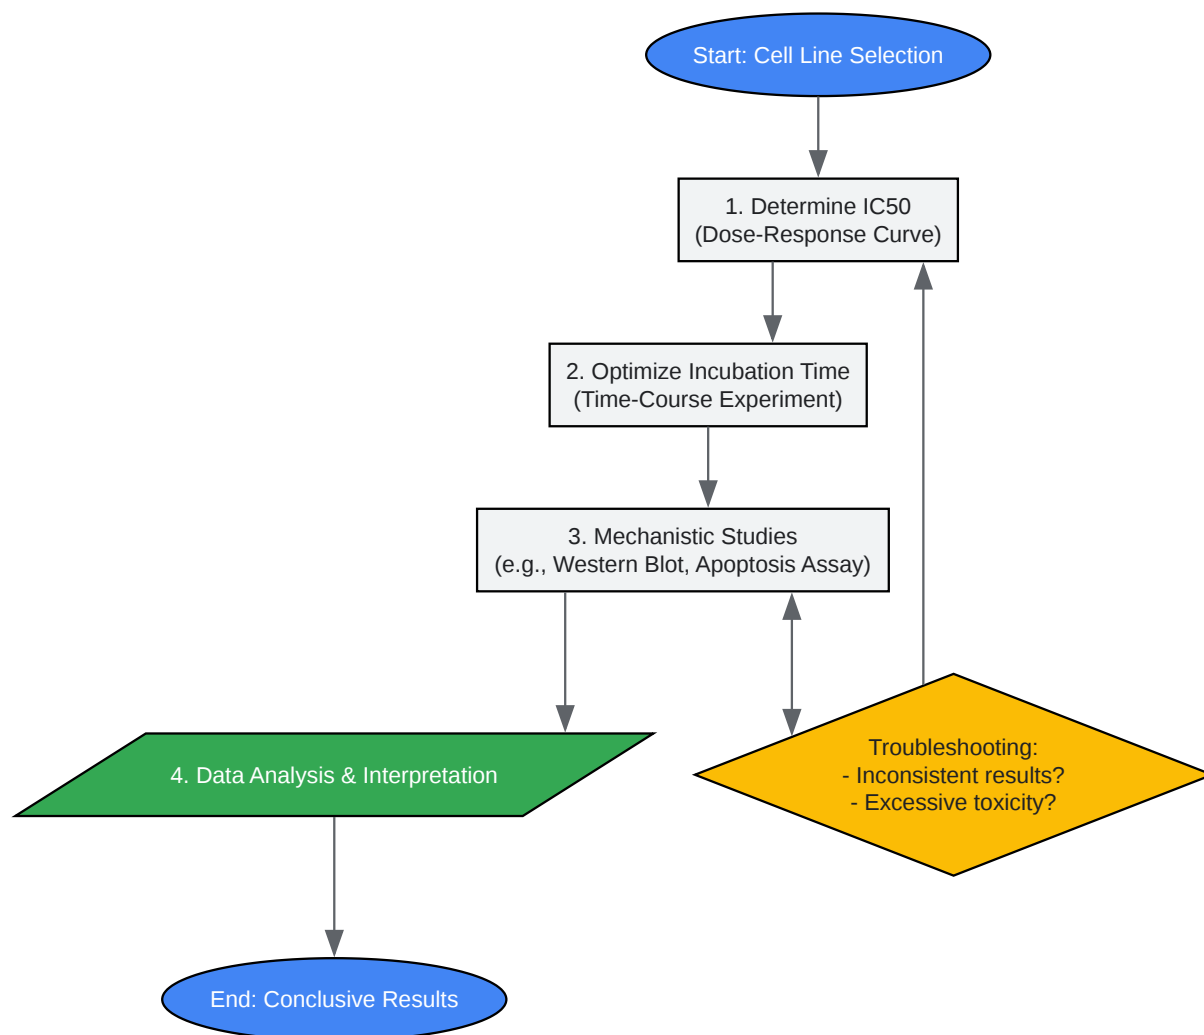 Start: Cell Line Selection
1. Determine IC50
(Dose-Response Curve)
2. Optimize Incubation Time
(Time-Course Experiment)
3. Mechanistic Studies
(e.g., Western Blot, Apoptosis Assay)
4. Data Analysis & Interpretation
Troubleshooting:
- Inconsistent results?
- Excessive toxicity?
End: Conclusive Results